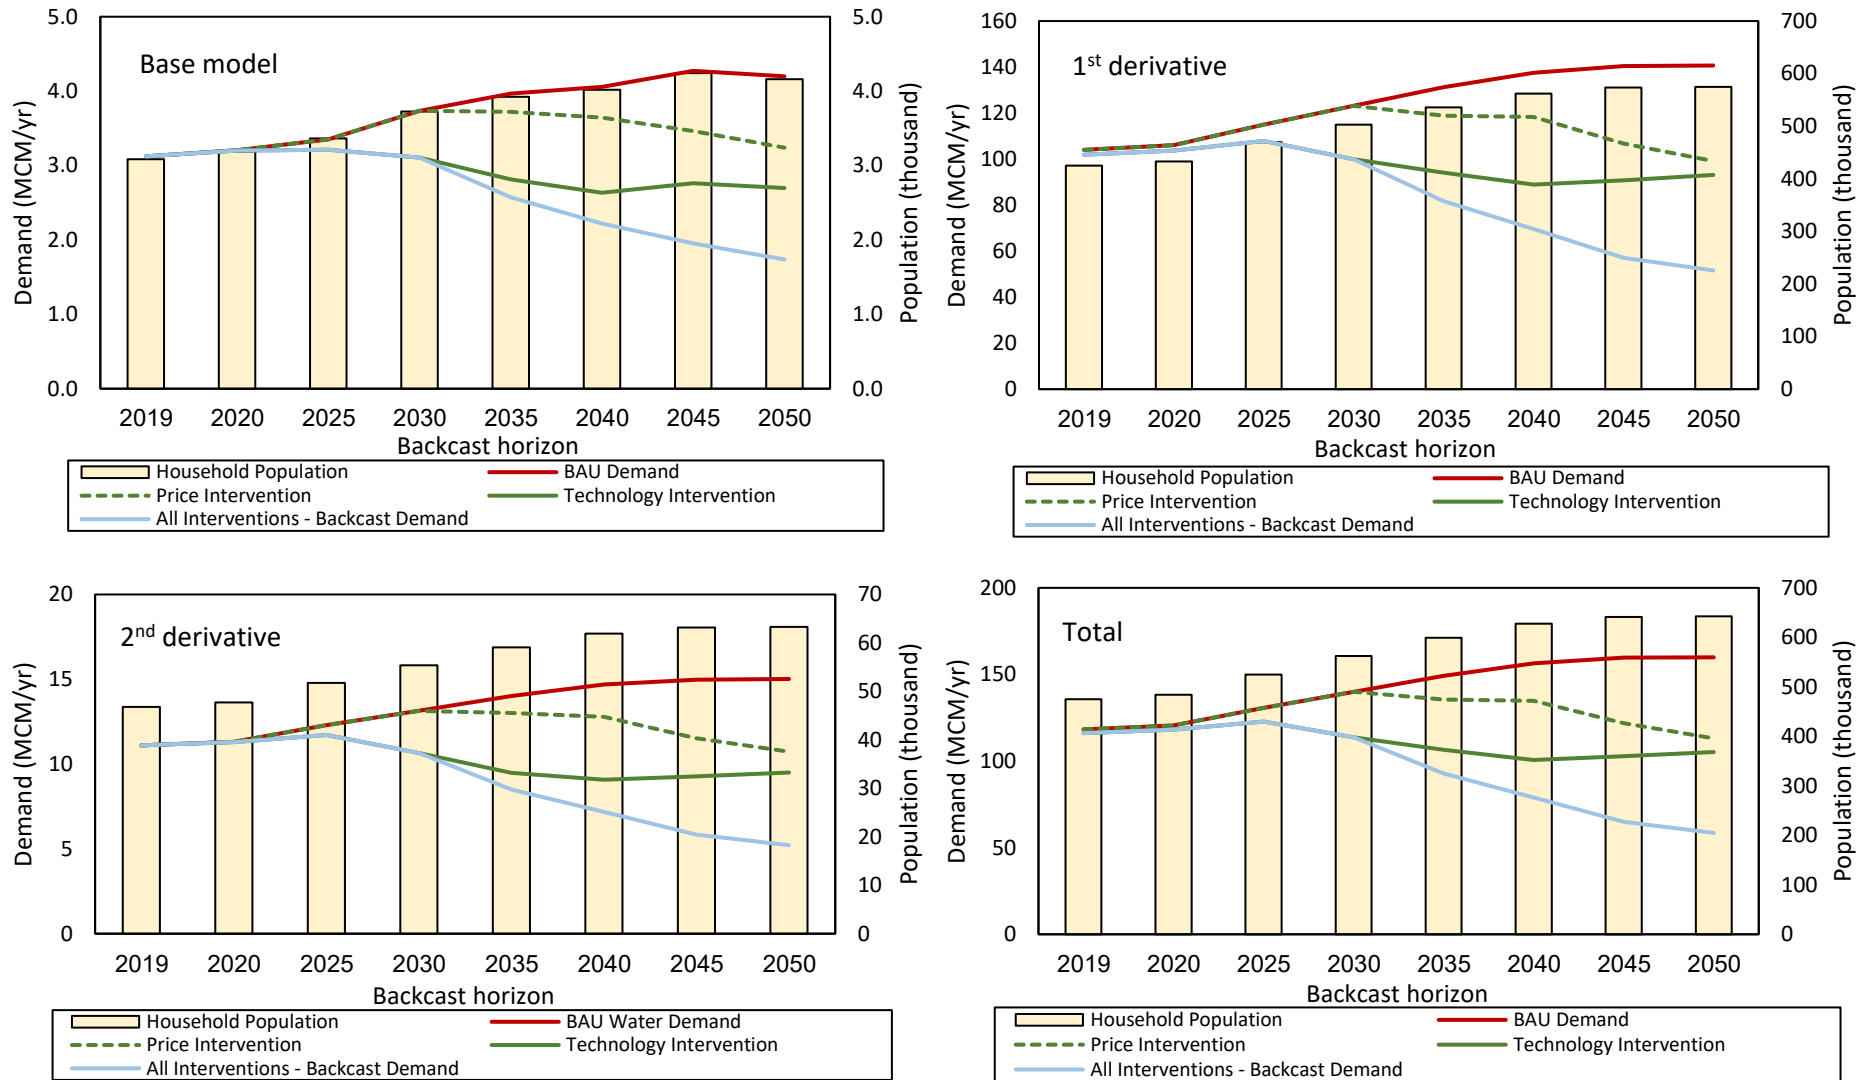 Base model
5.0
4.0
3.0
2.0
1.0
0.0
Demand (MCM/yr)
5.0
4.0
3.0
2.0
1.0
0.0
Population (thousand)
2019 2020 2025 2030 2035 2040 2045 2050
Backcast horizon
Household Population BAU Demand
Price Intervention Technology Intervention
All Interventions - Backcast Demand
1st derivative
160
140
120
100
80
60
40
20
0
Demand (MCM/yr)
700
600
500
400
300
200
100
0
Population (thousand)
2019 2020 2025 2030 2035 2040 2045 2050
Backcast horizon
Household Population BAU Demand
Price Intervention Technology Intervention
All Interventions - Backcast Demand
2nd derivative
20
15
10
5
0
Demand (MCM/yr)
70
60
50
40
30
20
10
0
Population (thousand)
2019 2020 2025 2030 2035 2040 2045 2050
Backcast horizon
Household Population BAU Water Demand
Price Intervention Technology Intervention
All Interventions - Backcast Demand
Total
200
150
100
50
0
Demand (MCM/yr)
700
600
500
400
300
200
100
0
Population (thousand)
2019 2020 2025 2030 2035 2040 2045 2050
Backcast horizon
Household Population BAU Demand
Price Intervention Technology Intervention
All Interventions - Backcast Demand